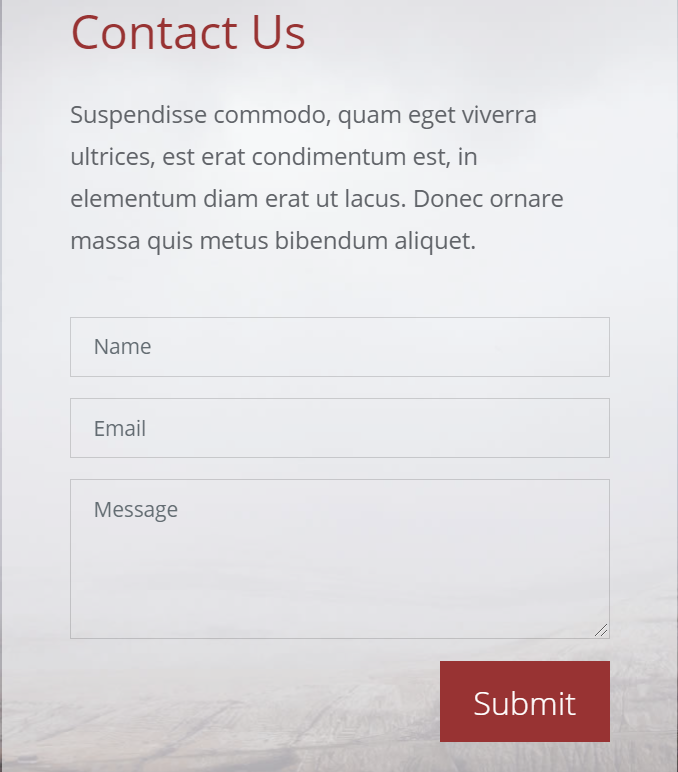 Contact Us
Suspendisse commodo, quam eget viverra
ultrices, est erat condimentum est, in
elementum diam erat ut lacus. Donec ornare
massa quis metus bibendum aliquet.
Name
Email
Message
Submit